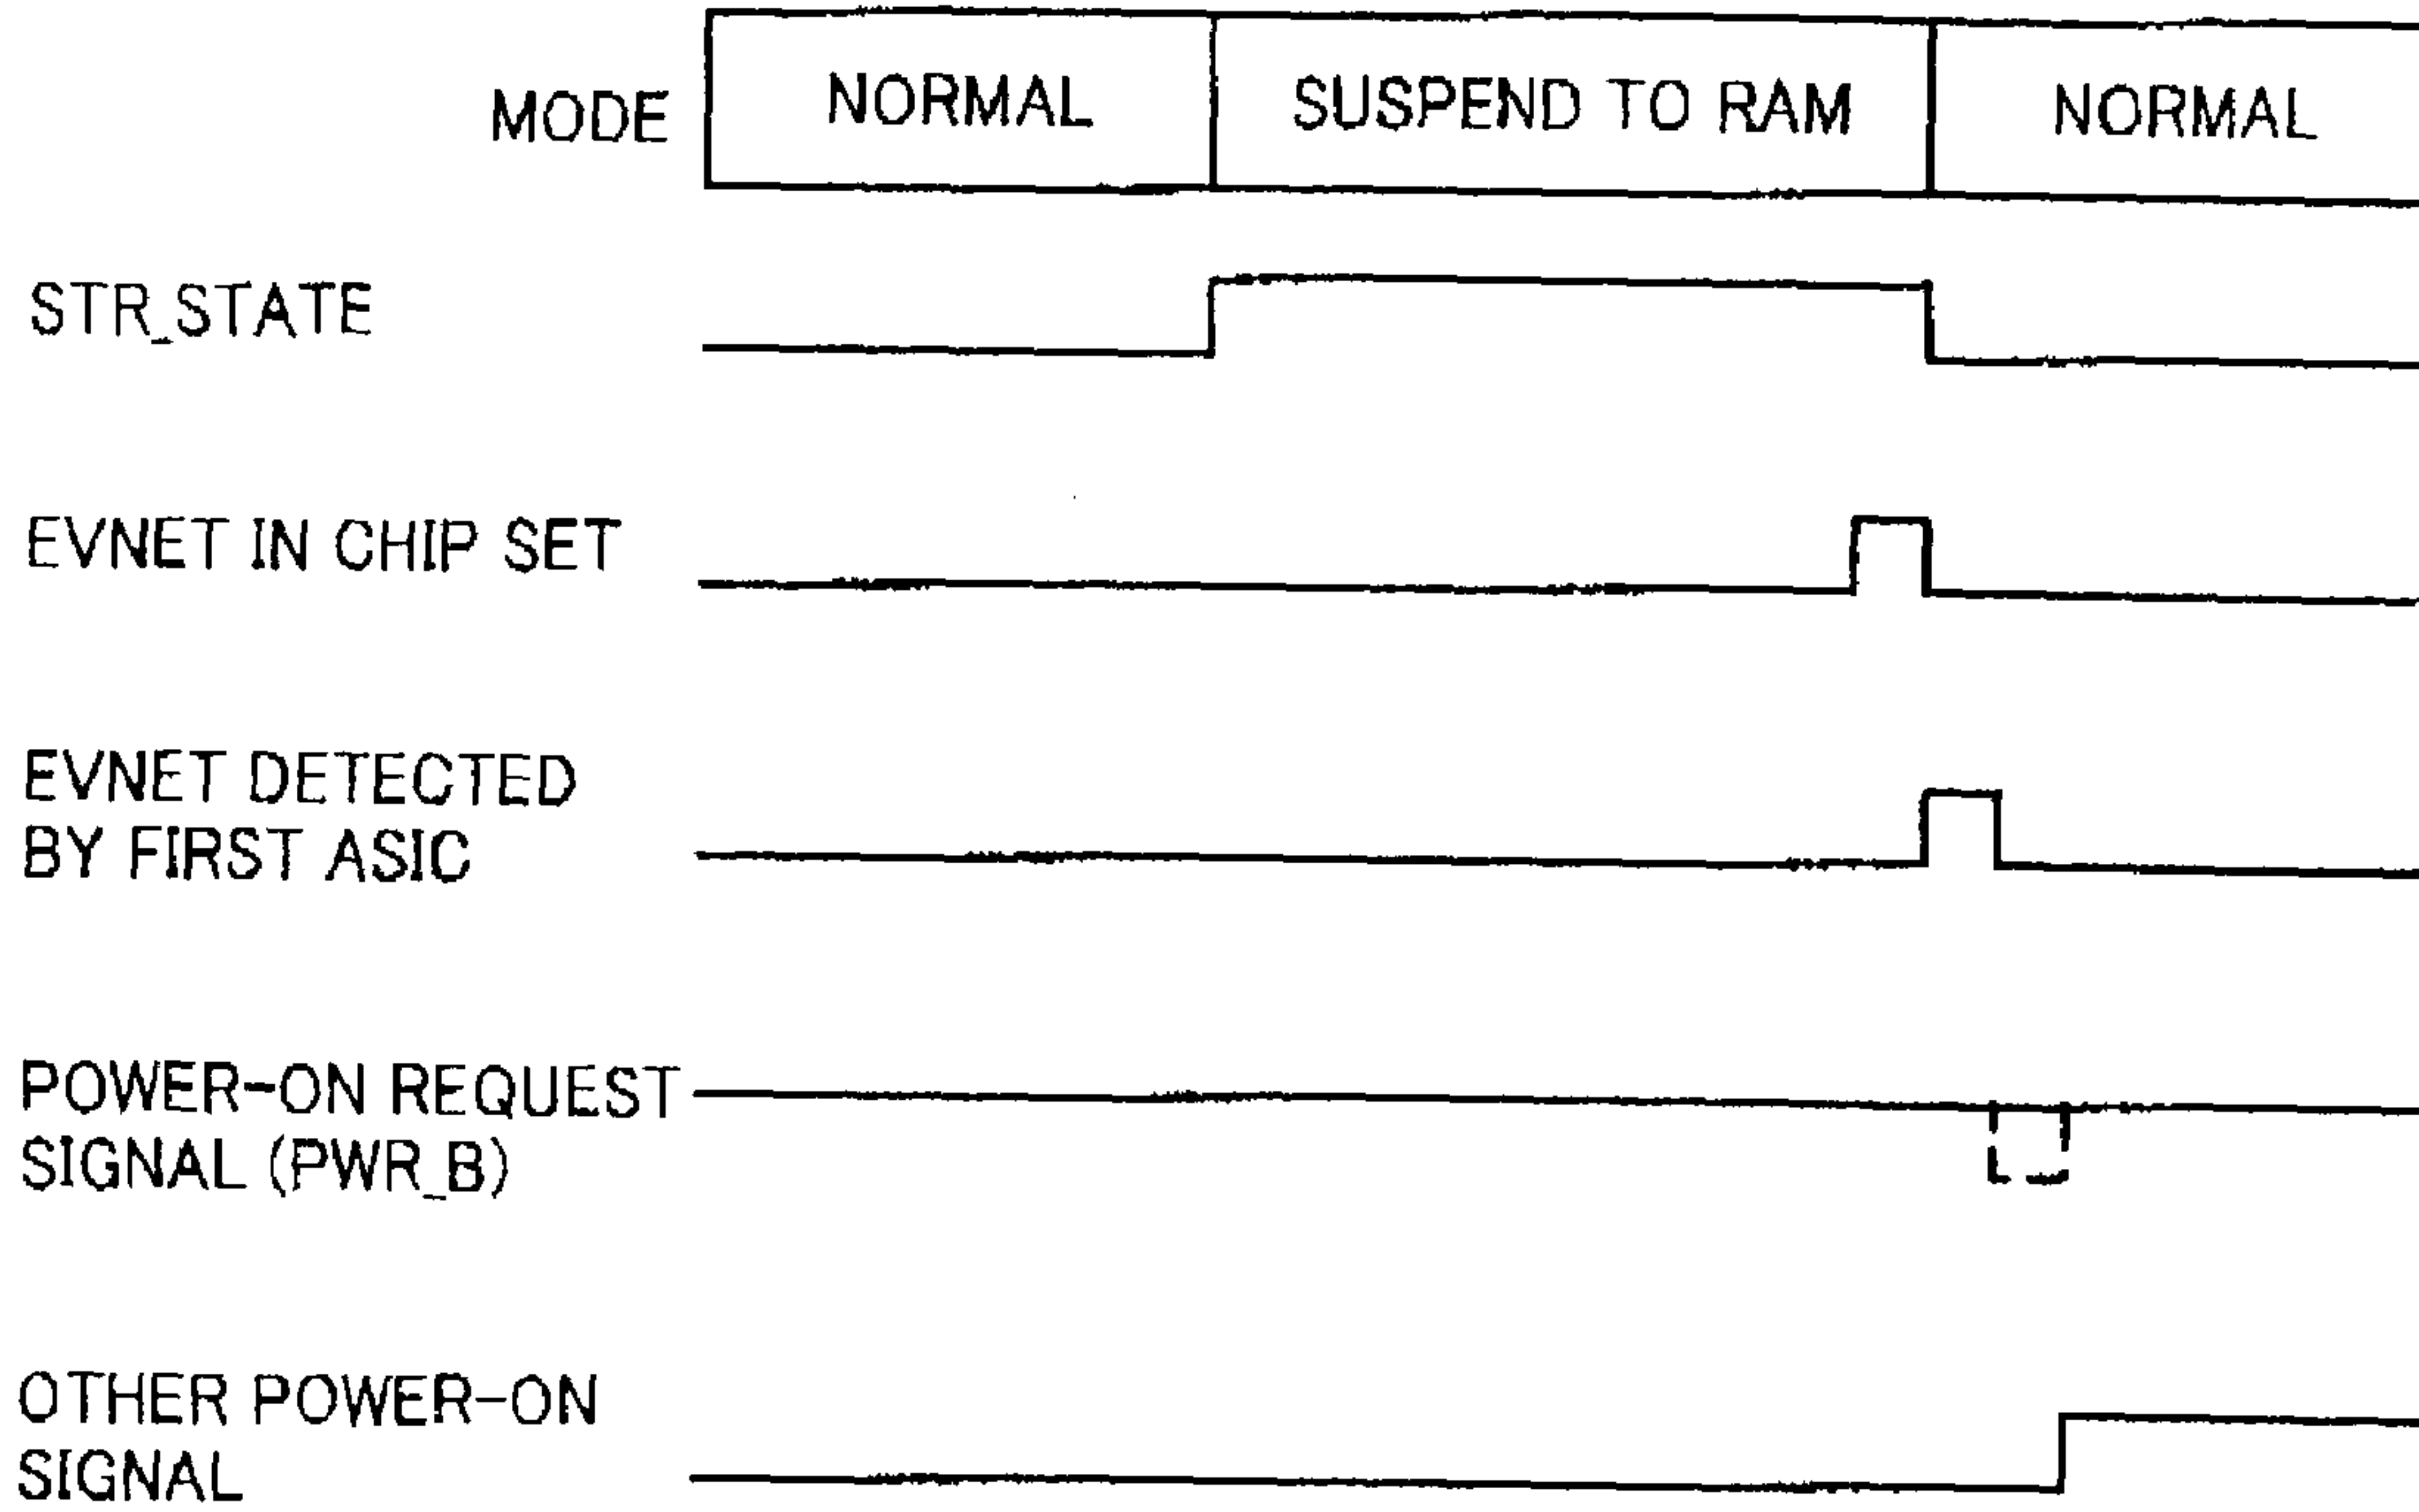 MODE NORMAL SUSPEND TO RAM NORMAL
STR_STATE
EVNET IN CHIP SET
EVNET DETECTED
BY FIRST ASIC
POWER-ON REQUEST
SIGNAL (PWR_B)
OTHER POWER-ON
SIGNAL